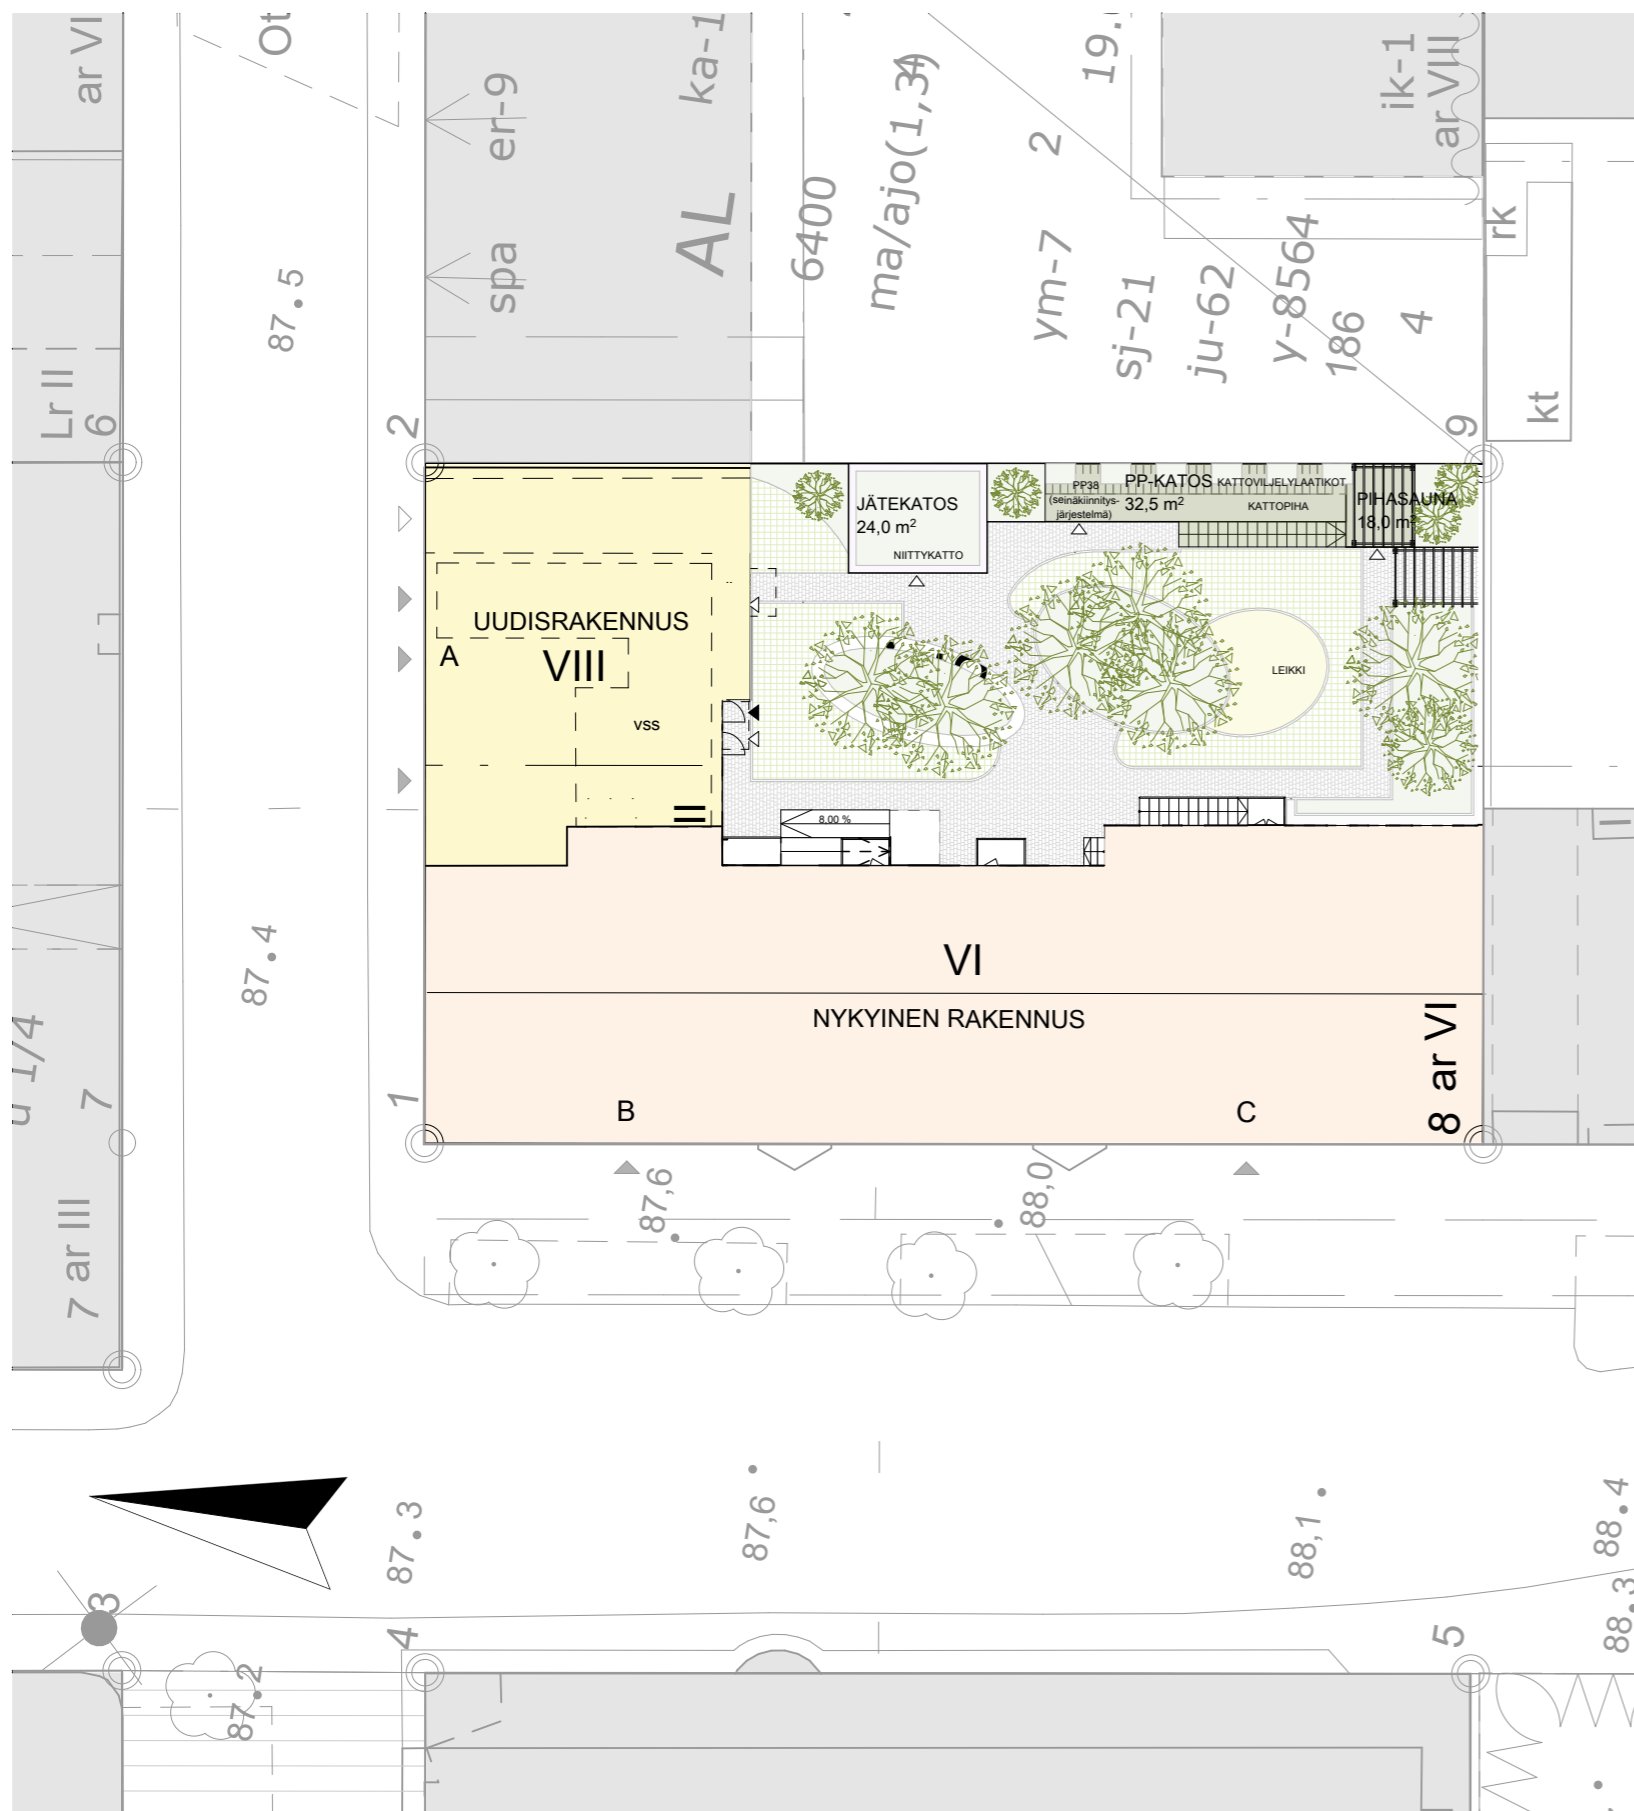 ar VI
Ot
er-9
ka-1
19.
ik-1
ar VIII
ma/ajo(1,3)
2
AL
6400
spa
rk
87.5
ym-7
sj-21
ju-62
y-8564
186
4
Lr II
6
2
9
kt
JÄTEKATOS
24,0 m²
NIITTYKATTO
PP38
(seinäkiinnitys-
järjestelmä)
PP-KATOS
32,5 m²
KATTOVILJELYLAATIKOT
KATTOPIHA
PIHASAUNA
18,0 m²
UUDISRAKENNUS
A
VIII
LEIKKI
vss
II
8,00 %
87.4
VI
NYKYINEN RAKENNUS
8 ar VI
u 1/4
7
1
B
C
7 ar III
87,6
88,0
87.3
87,6
88,1
88.4
88.3
3
4
5
87.2